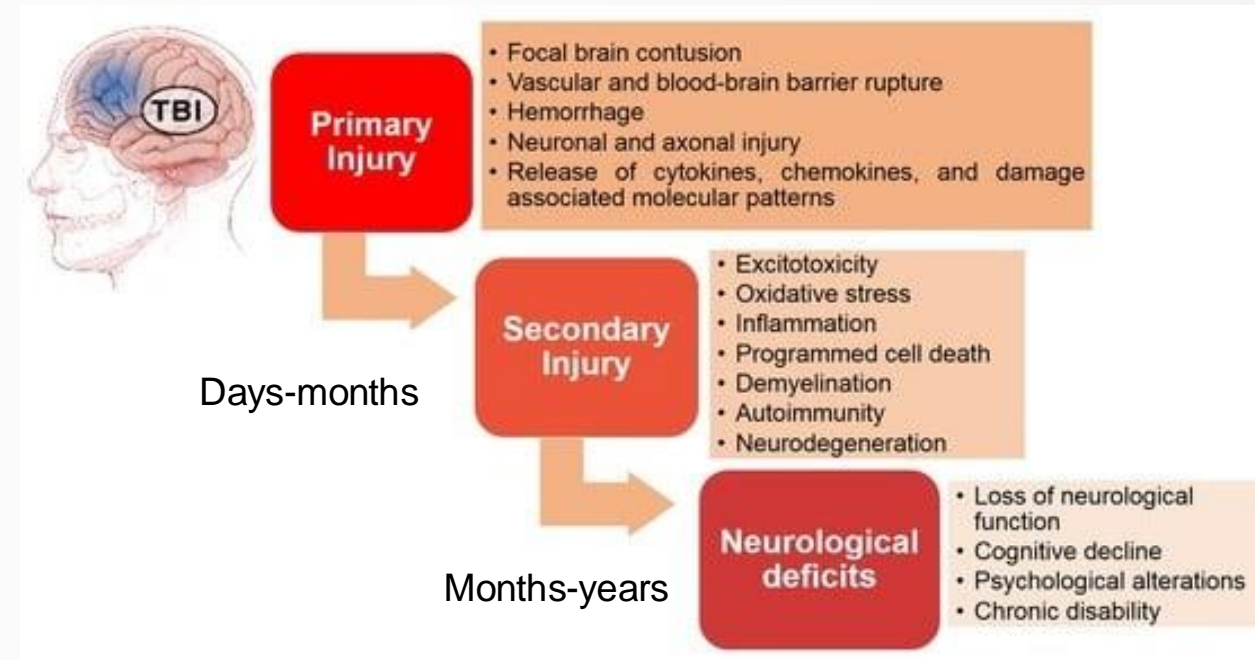 TBI
Primary
Injury
• Focal brain contusion
• Vascular and blood-brain barrier rupture
• Hemorrhage
• Neuronal and axonal injury
• Release of cytokines, chemokines, and damage
associated molecular patterns
Days-months
Secondary
Injury
• Excitotoxicity
• Oxidative stress
• Inflammation
• Programmed cell death
• Demyelination
• Autoimmunity
• Neurodegeneration
Months-years
Neurological
deficits
• Loss of neurological
function
• Cognitive decline
• Psychological alterations
• Chronic disability